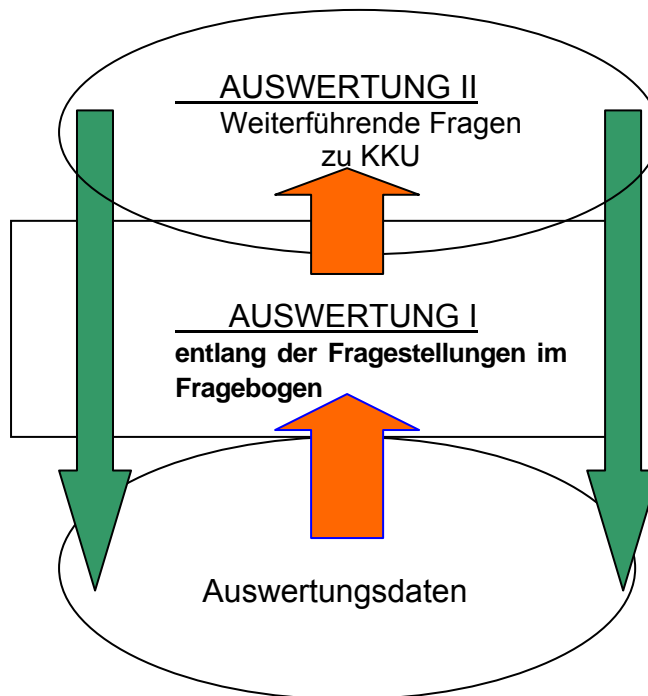 AUSWERTUNG II
Weiterführende Fragen
zu KKU
AUSWERTUNG I
entlang der Fragestellungen im
Fragebogen
Auswertungsdaten